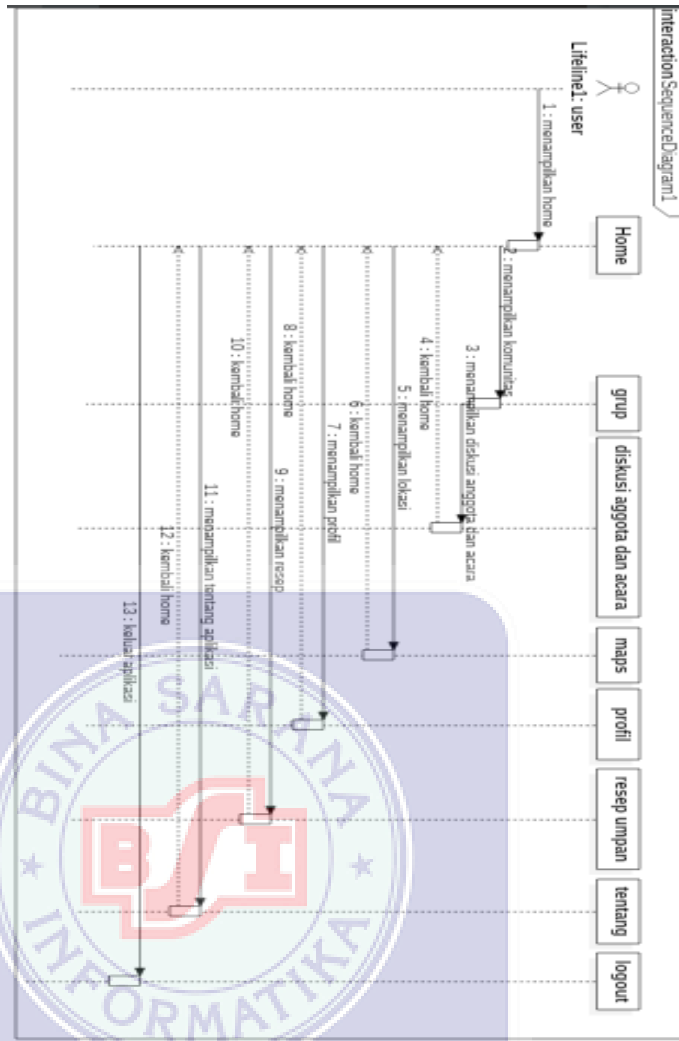 interaction SequenceDiagram1
Lifeline1: user
Home
grup
diskusi aggota dan acara
maps
profil
resep umpan
tentang
logout
1 : menampilkan home
2 : menampilkan komunitas
3 : menampilkan diskusi anggota dan acara
4 : kembali home
5 : menampilkan lokasi
6 : kembali home
7 : menampilkan profil
8 : kembali home
9 : menampilkan resep
10 : kembali home
11 : menampilkan tentang aplikasi
12 : kembali home
13 : keluar aplikasi
BINA SARANA
BSI
INFORMATIKA